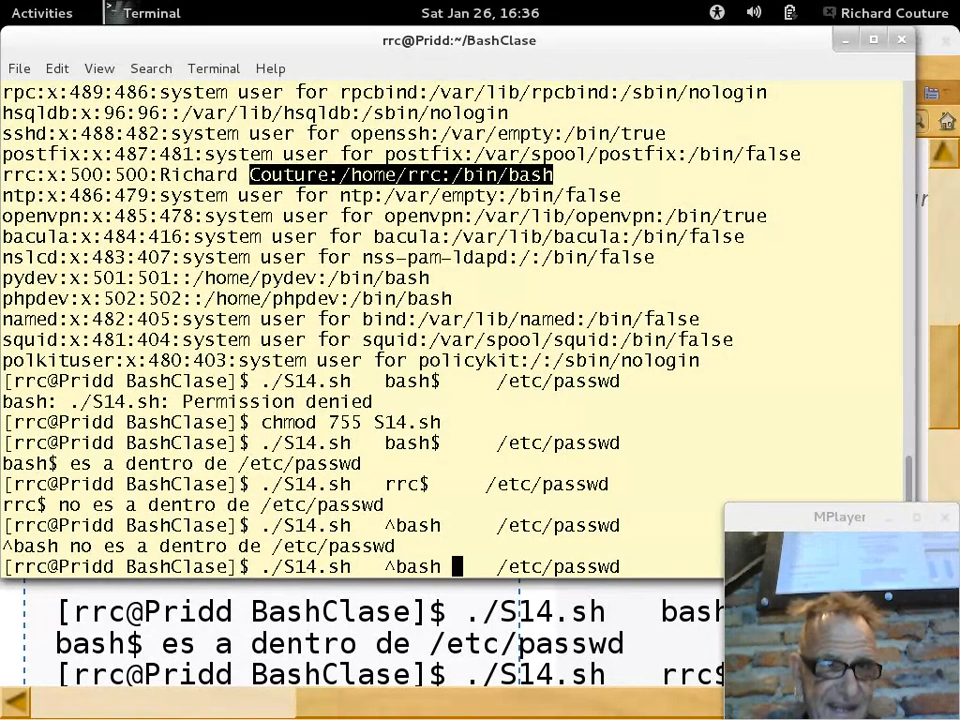 Activities Terminal Sat Jan 26, 16:36 Richard Couture
rrc@Pridd:~/BashClase
File Edit View Search Terminal Help
rpc:x:489:486:system user for rpcbind:/var/lib/rpcbind:/sbin/nologin
hsqldb:x:96:96::/var/lib/hsqldb:/sbin/nologin
sshd:x:488:482:system user for openssh:/var/empty:/bin/true
postfix:x:487:481:system user for postfix:/var/spool/postfix:/bin/false
rrc:x:500:500:Richard Couture:/home/rrc:/bin/bash
ntp:x:486:479:system user for ntp:/var/empty:/bin/false
openvpn:x:485:478:system user for openvpn:/var/lib/openvpn:/bin/true
bacula:x:484:416:system user for bacula:/var/lib/bacula:/bin/false
nslcd:x:483:407:system user for nss-pam-ldapd:/:/bin/false
pydev:x:501:501::/home/pydev:/bin/bash
phpdev:x:502:502::/home/phpdev:/bin/bash
named:x:482:405:system user for bind:/var/lib/named:/bin/false
squid:x:481:404:system user for squid:/var/spool/squid:/bin/false
polkituser:x:480:403:system user for policykit:/:/sbin/nologin
[rrc@Pridd BashClase]$ ./S14.sh bash$ /etc/passwd
bash: ./S14.sh: Permission denied
[rrc@Pridd BashClase]$ chmod 755 S14.sh
[rrc@Pridd BashClase]$ ./S14.sh bash$ /etc/passwd
bash$ es a dentro de /etc/passwd
[rrc@Pridd BashClase]$ ./S14.sh rrc$ /etc/passwd
rrc$ no es a dentro de /etc/passwd
[rrc@Pridd BashClase]$ ./S14.sh ^bash /etc/passwd
^bash no es a dentro de /etc/passwd
[rrc@Pridd BashClase]$ ./S14.sh ^bash /etc/passwd
MPlayer
[rrc@Pridd BashClase]$ ./S14.sh bash
bash$ es a dentro de /etc/passwd
[rrc@Pridd BashClase]$ ./S14.sh rrc$